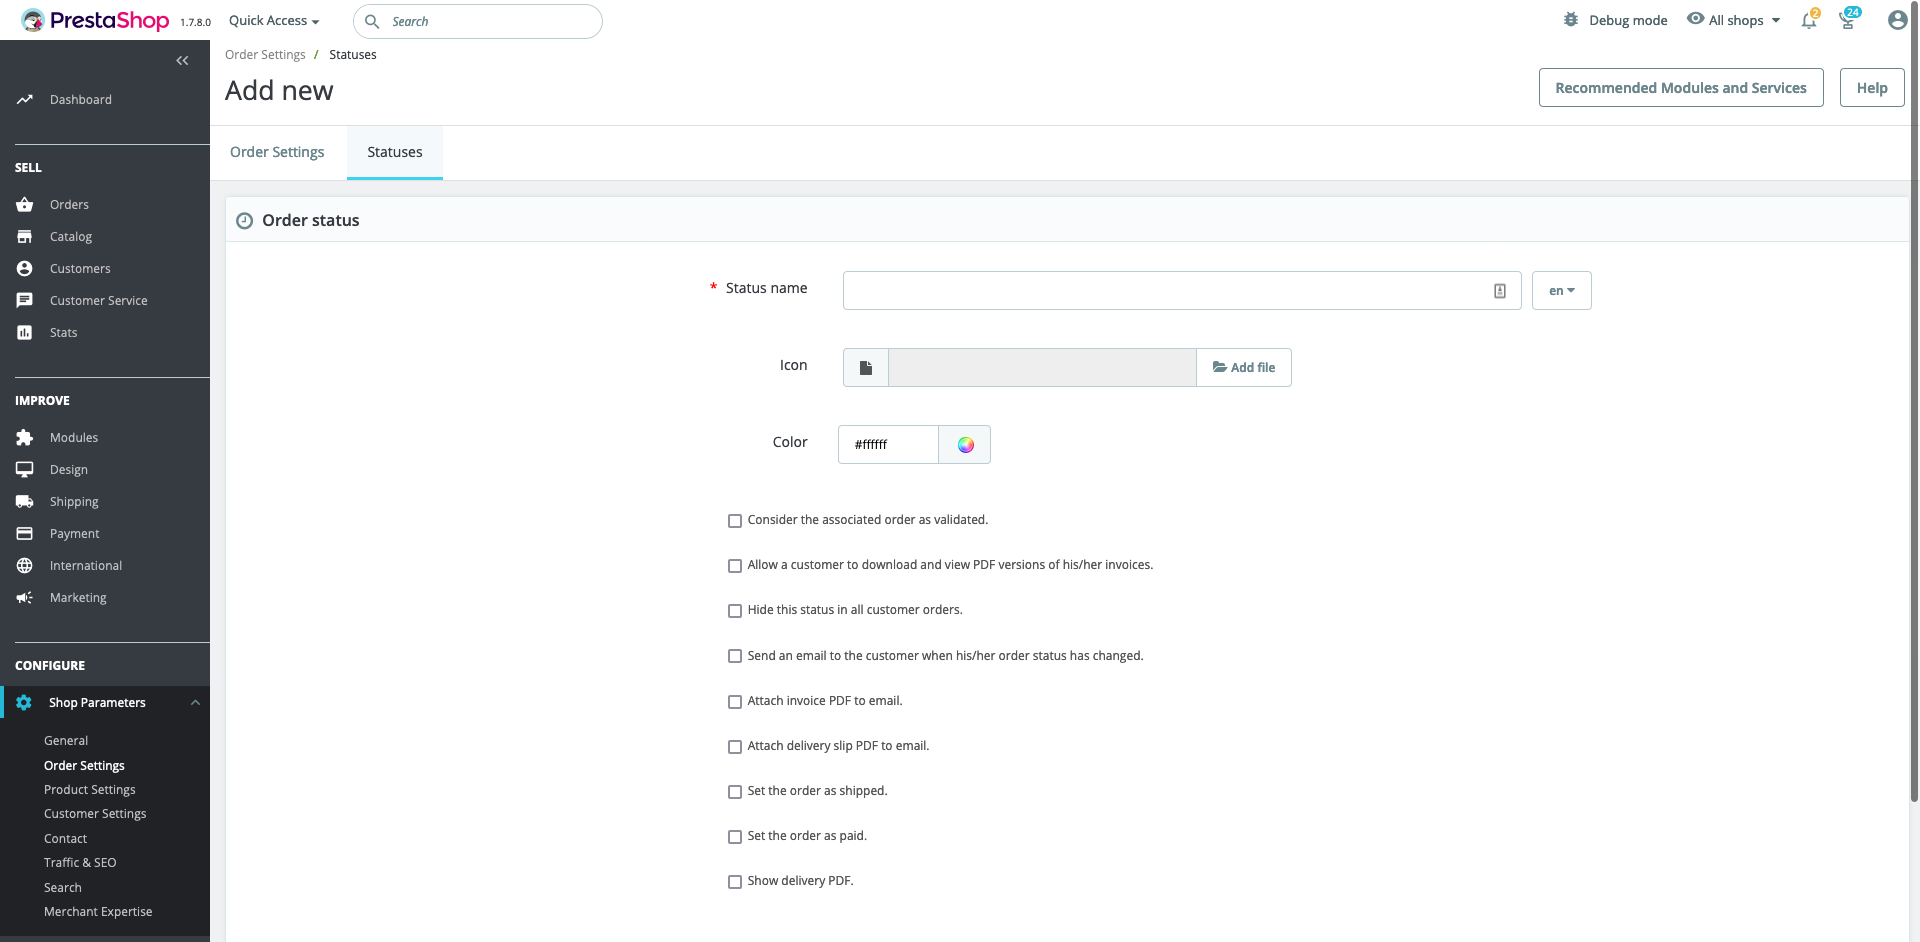 PrestaShop 1.7.8.0 Quick Access Search Debug mode All shops 2 24
Order Settings / Statuses
Add new
Recommended Modules and Services Help
Order Settings Statuses
Dashboard
SELL
Orders
Catalog
Customers
Customer Service
Stats
IMPROVE
Modules
Design
Shipping
Payment
International
Marketing
CONFIGURE
Shop Parameters
General
Order Settings
Product Settings
Customer Settings
Contact
Traffic & SEO
Search
Merchant Expertise
Order status
* Status name en
Icon Add file
Color #ffffff
Consider the associated order as validated.
Allow a customer to download and view PDF versions of his/her invoices.
Hide this status in all customer orders.
Send an email to the customer when his/her order status has changed.
Attach invoice PDF to email.
Attach delivery slip PDF to email.
Set the order as shipped.
Set the order as paid.
Show delivery PDF.